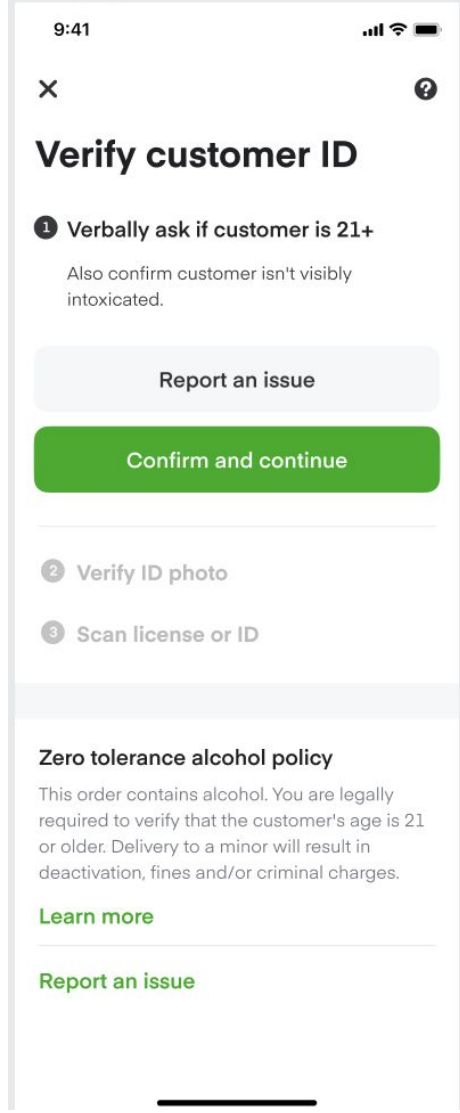 9:41
Verify customer ID
1 Verbally ask if customer is 21+
Also confirm customer isn't visibly
intoxicated.
Report an issue
Confirm and continue
2 Verify ID photo
3 Scan license or ID
Zero tolerance alcohol policy
This order contains alcohol. You are legally
required to verify that the customer's age is 21
or older. Delivery to a minor will result in
deactivation, fines and/or criminal charges.
Learn more
Report an issue